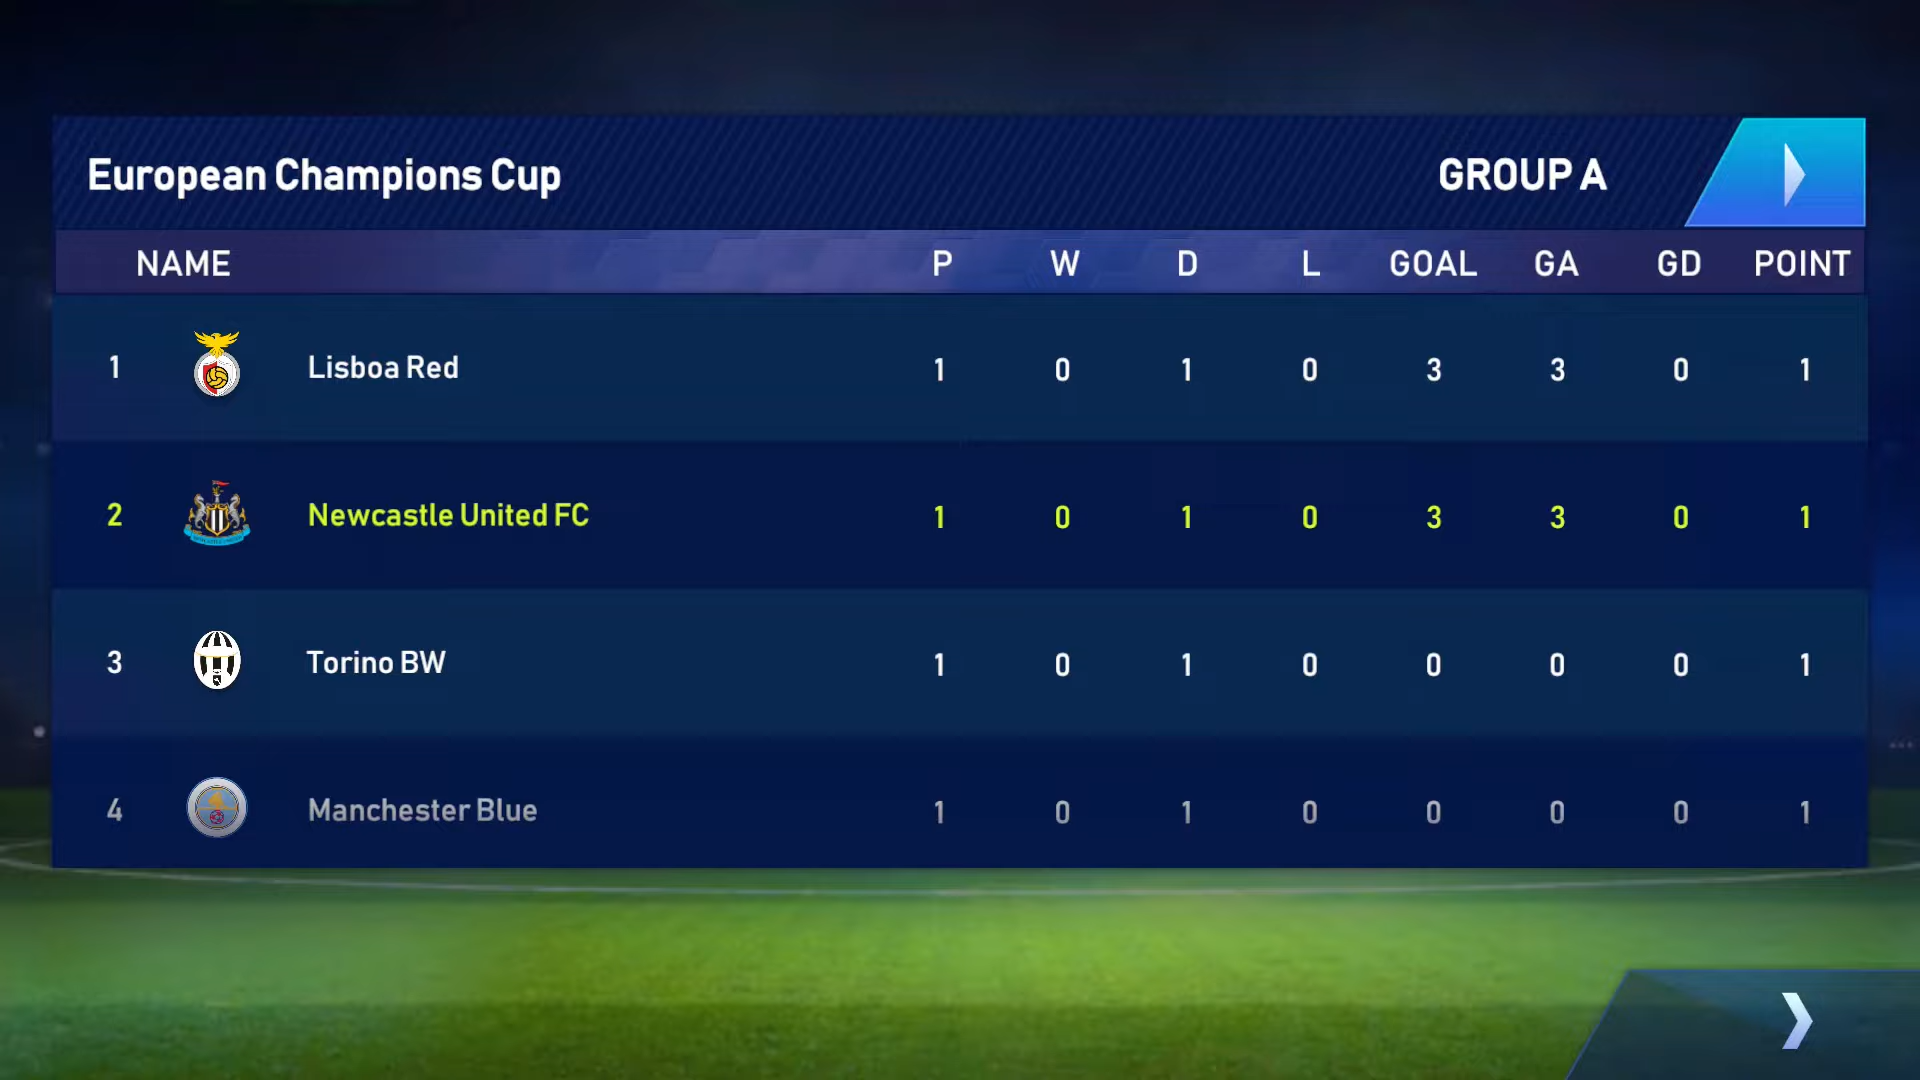 European Champions Cup GROUP A
NAME P W D L GOAL GA GD POINT
1 Lisboa Red 1 0 1 0 3 3 0 1
2 Newcastle United FC 1 0 1 0 3 3 0 1
3 Torino BW 1 0 1 0 0 0 0 1
4 Manchester Blue 1 0 1 0 0 0 0 1